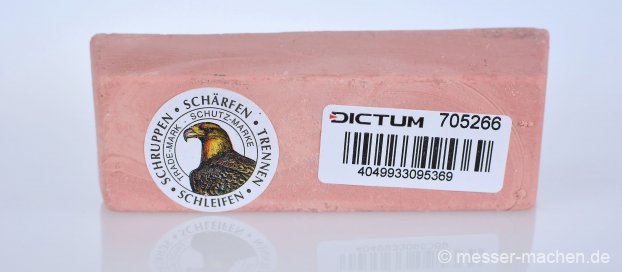 SCHRUPPEN · SCHÄRFEN · TRENNEN · SCHLEIFEN ·
TRADE-MARK · SCHUTZ-MARKE
DICTUM 705266
4049933095369
© messer-machen.de